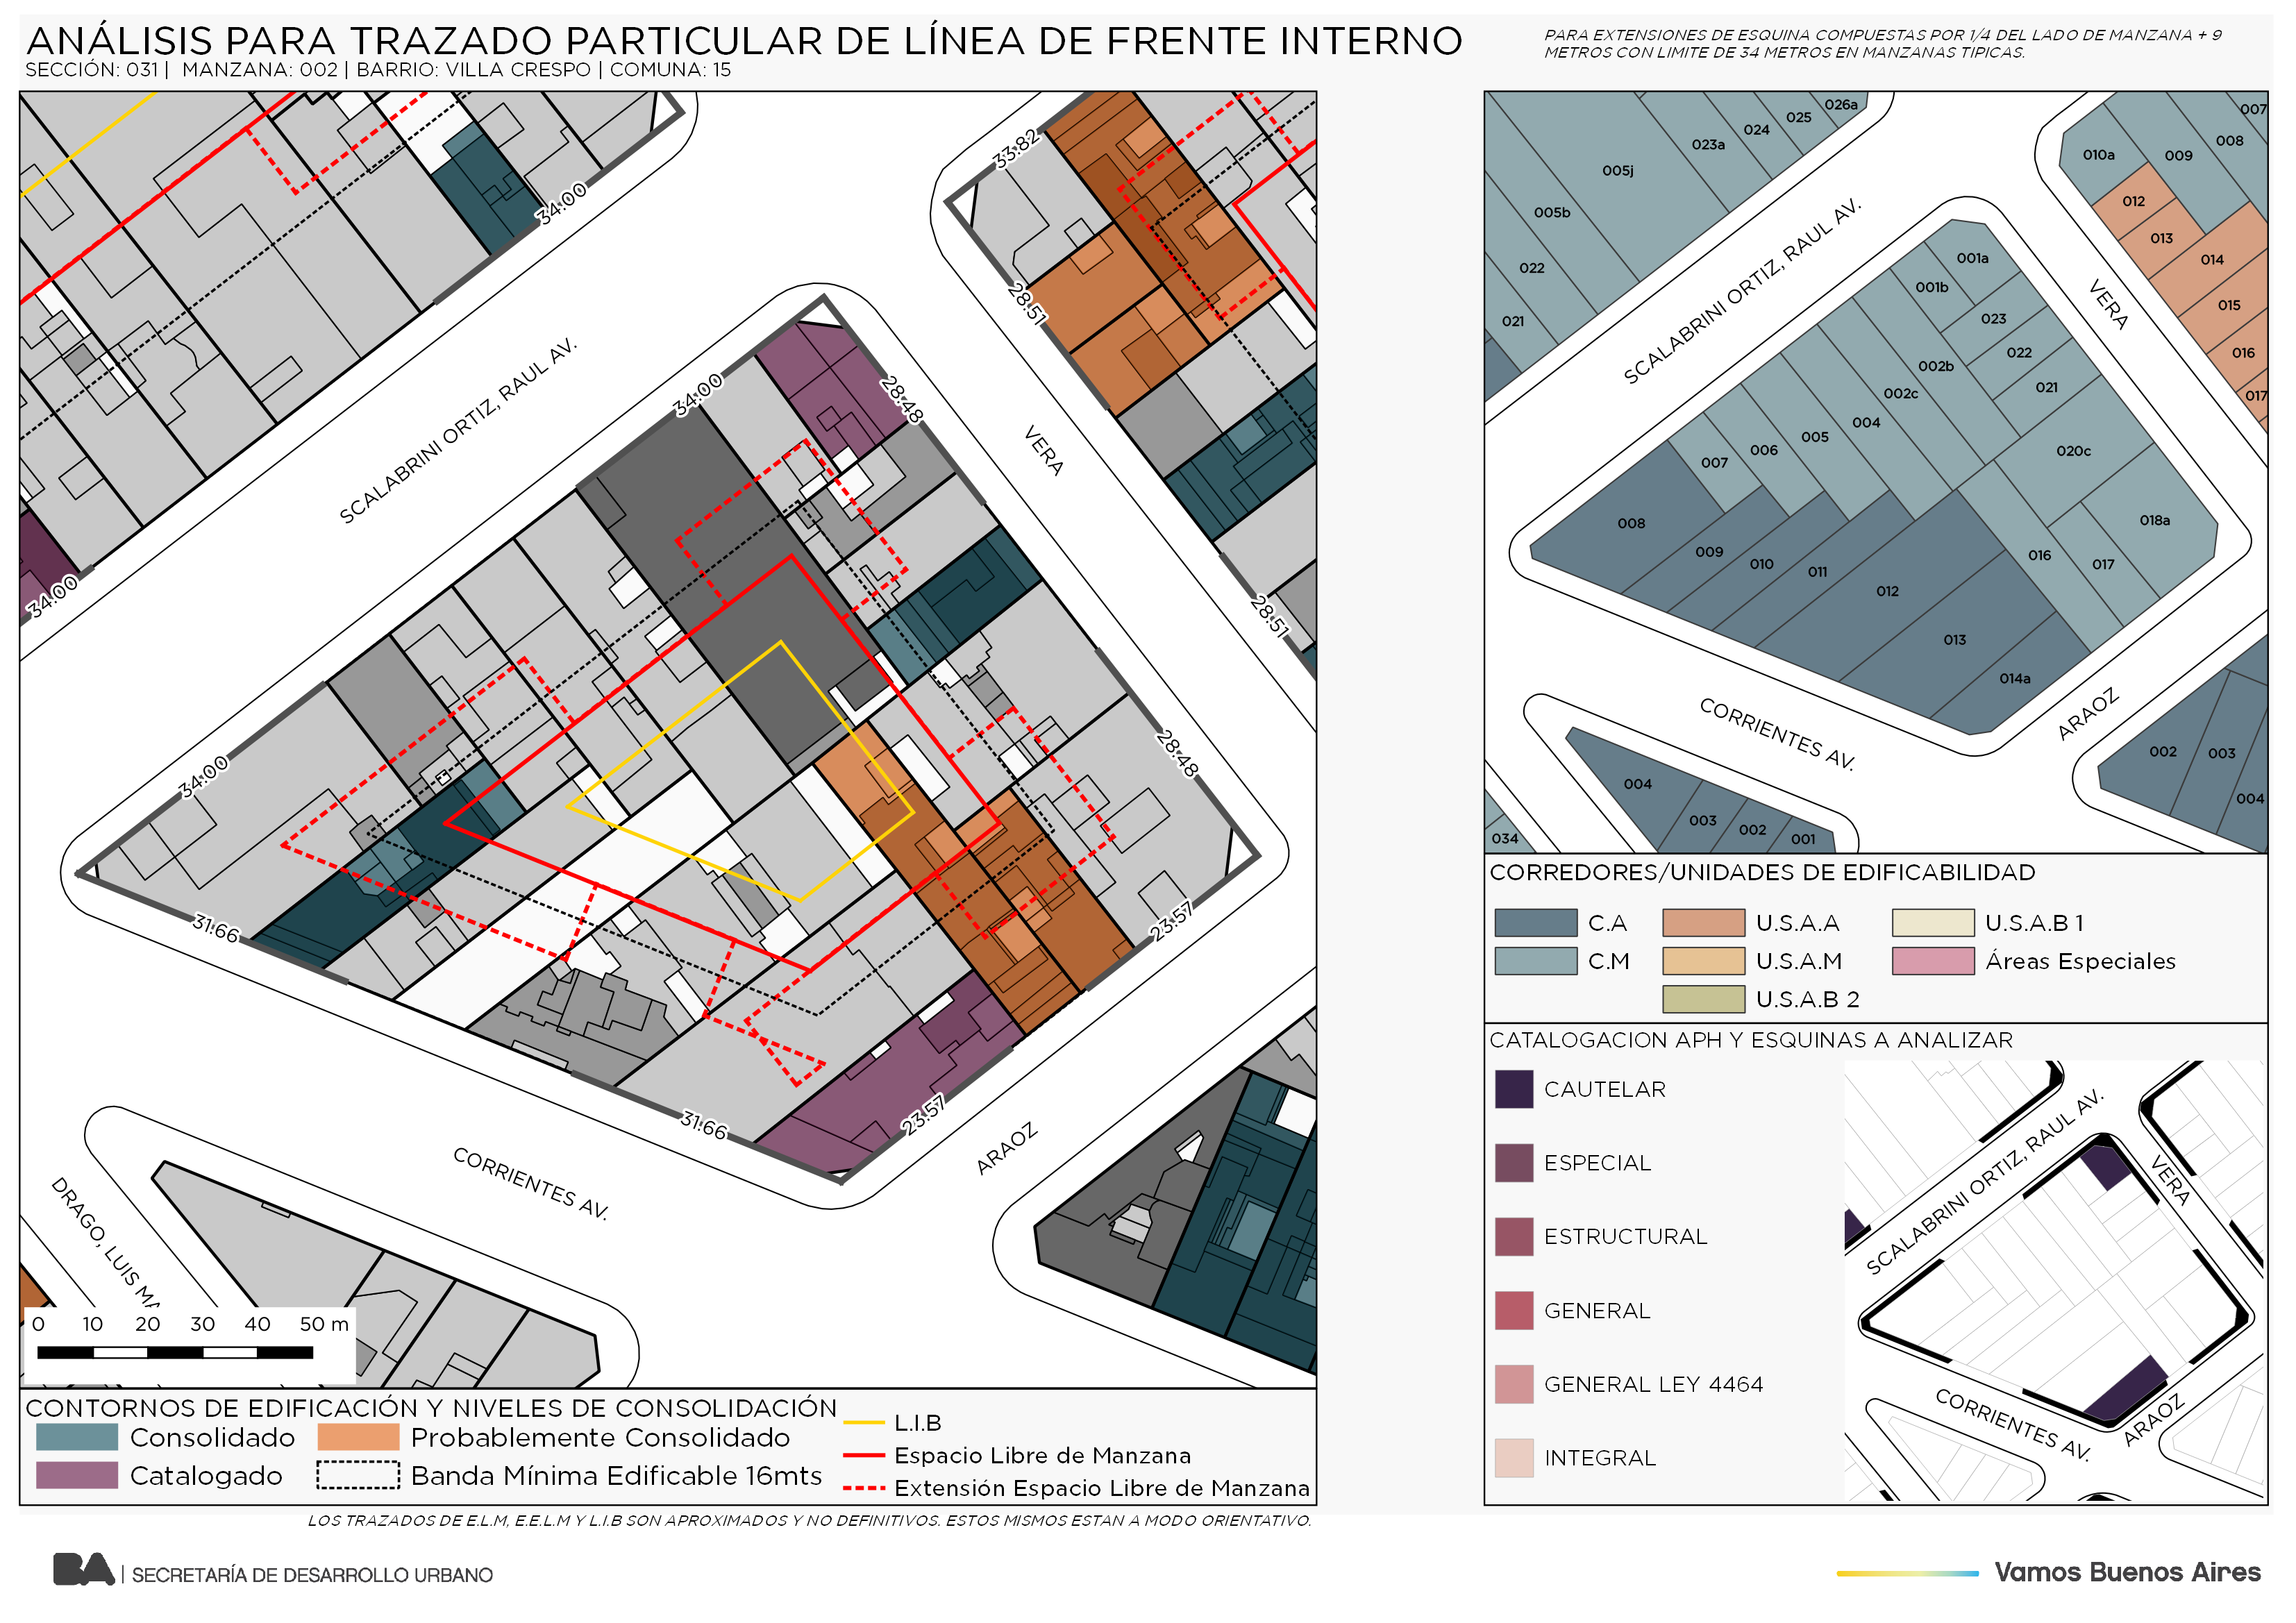 ANÁLISIS PARA TRAZADO PARTICULAR DE LÍNEA DE FRENTE INTERNO
SECCIÓN: 031 | MANZANA: 002 | BARRIO: VILLA CRESPO | COMUNA: 15
PARA EXTENSIONES DE ESQUINA COMPUESTAS POR 1/4 DEL LADO DE MANZANA + 9
METROS CON LIMITE DE 34 METROS EN MANZANAS TIPICAS.
33.82
34.00
28.51
SCALABRINI ORTIZ, RAUL AV.
34.00
28.48
VERA
34.00
28.51
34.00
28.48
31.66
23.57
31.66
23.57
CORRIENTES AV.
ARAOZ
DRAGO, LUIS MA
0 10 20 30 40 50 m
CONTORNOS DE EDIFICACIÓN Y NIVELES DE CONSOLIDACIÓN
Consolidado
Probablemente Consolidado
Catalogado
Banda Mínima Edificable 16mts
L.I.B
Espacio Libre de Manzana
Extensión Espacio Libre de Manzana
LOS TRAZADOS DE E.L.M, E.E.L.M Y L.I.B SON APROXIMADOS Y NO DEFINITIVOS. ESTOS MISMOS ESTAN A MODO ORIENTATIVO.
026a
025
024
023a
005j
005b
022
021
007
008
009
010a
012
013
014
015
016
017
SCALABRINI ORTIZ, RAUL AV.
VERA
001a
001b
023
022
021
002b
002c
004
005
006
007
008
009
010
011
012
013
014a
020c
018a
016
017
CORRIENTES AV.
ARAOZ
004
003
002
001
034
002
003
004
CORREDORES/UNIDADES DE EDIFICABILIDAD
C.A
U.S.A.A
U.S.A.B 1
C.M
U.S.A.M
Áreas Especiales
U.S.A.B 2
CATALOGACION APH Y ESQUINAS A ANALIZAR
CAUTELAR
ESPECIAL
ESTRUCTURAL
GENERAL
GENERAL LEY 4464
INTEGRAL
SCALABRINI ORTIZ, RAUL AV.
VERA
CORRIENTES AV.
ARAOZ
BA | SECRETARÍA DE DESARROLLO URBANO
Vamos Buenos Aires